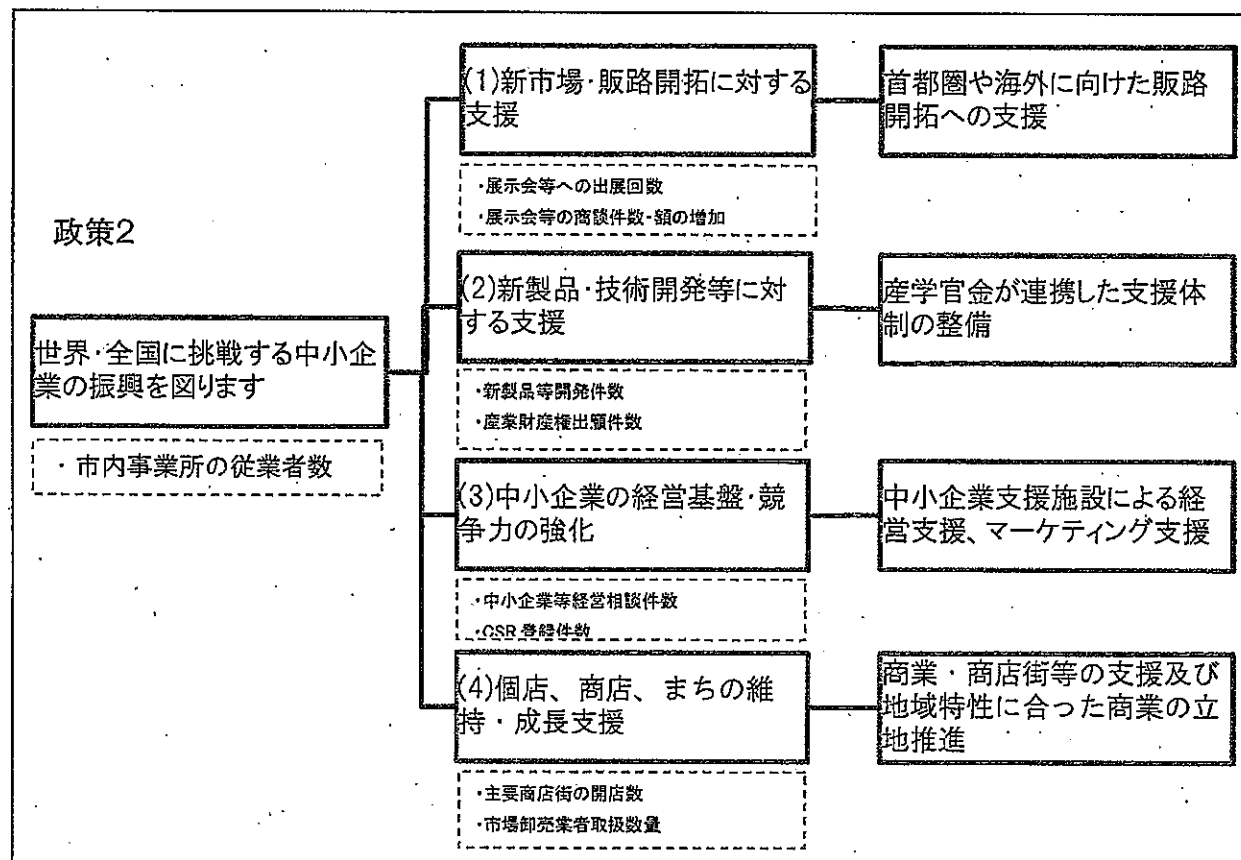 政策2
世界・全国に挑戦する中小企
業の振興を図ります
・市内事業所の従業者数
(1)新市場・販路開拓に対する
支援
・展示会等への出展回数
・展示会等の商談件数・額の増加
首都圏や海外に向けた販路
開拓への支援
(2)新製品・技術開発等に対
する支援
・新製品等開発件数
・産業財産権出願件数
産学官金が連携した支援体
制の整備
(3)中小企業の経営基盤・競
争力の強化
・中小企業等経営相談件数
・CSR 登録件数
中小企業支援施設による経
営支援、マーケティング支援
(4)個店、商店、まちの維
持・成長支援
・主要商店街の開店数
・市場卸売業者取扱数量
商業・商店街等の支援及び
地域特性に合った商業の立
地推進